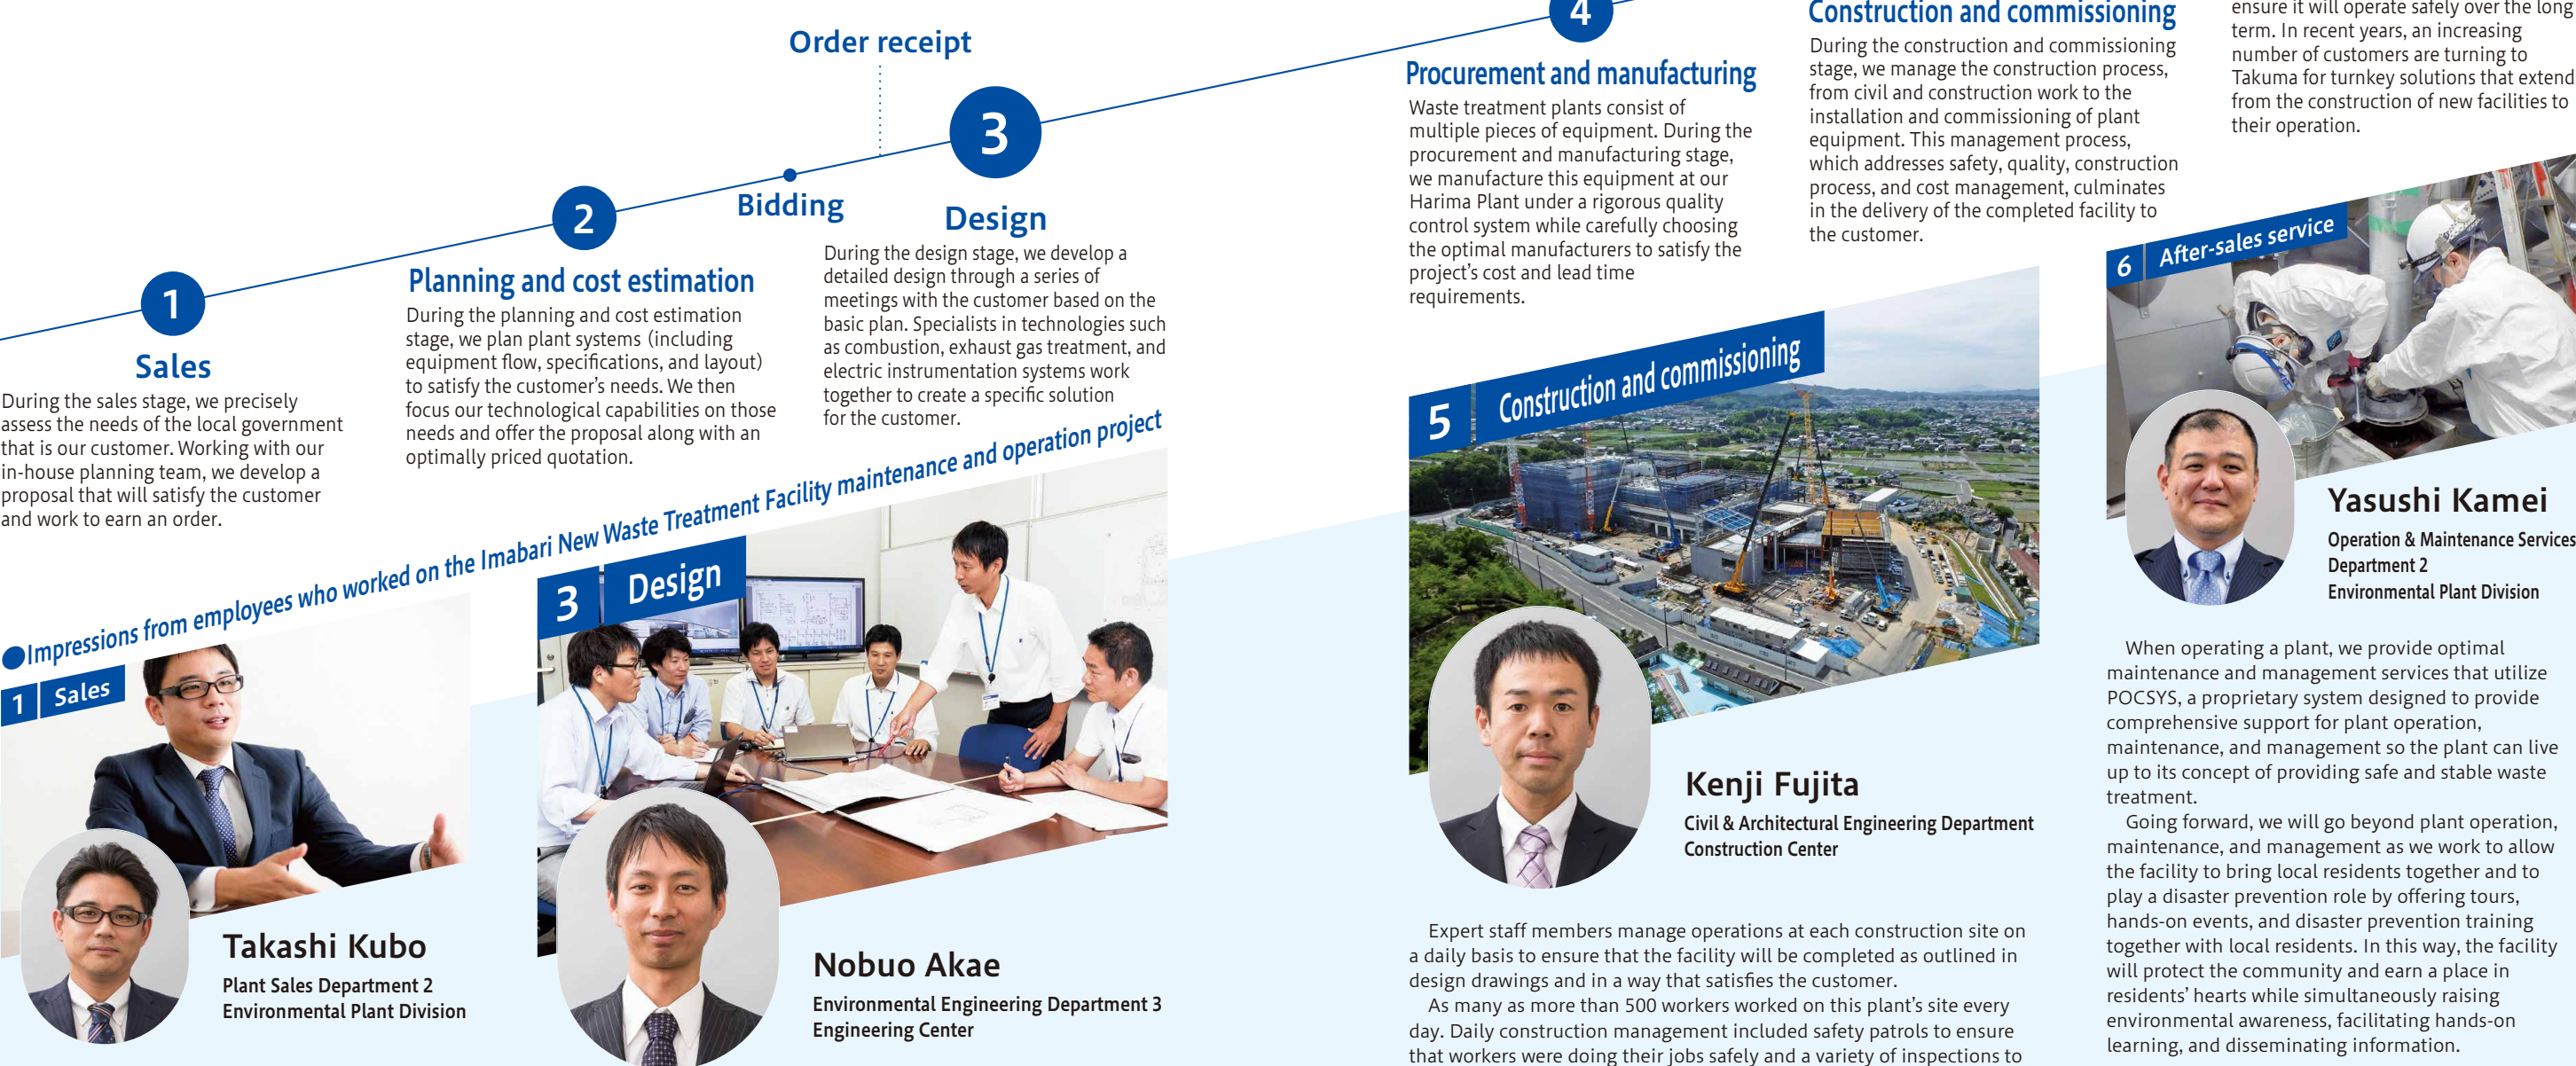 1
Sales
During the sales stage, we precisely
assess the needs of the local government
that is our customer. Working with our
in-house planning team, we develop a
proposal that will satisfy the customer
and work to earn an order.
2
Planning and cost estimation
During the planning and cost estimation
stage, we plan plant systems (including
equipment flow, specifications, and layout)
to satisfy the customer's needs. We then
focus our technological capabilities on those
needs and offer the proposal along with an
optimally priced quotation.
Bidding
Order receipt
3
Design
During the design stage, we develop a
detailed design through a series of
meetings with the customer based on the
basic plan. Specialists in technologies such
as combustion, exhaust gas treatment, and
electric instrumentation systems work
together to create a specific solution
for the customer.
4
Procurement and manufacturing
Waste treatment plants consist of
multiple pieces of equipment. During the
procurement and manufacturing stage,
we manufacture this equipment at our
Harima Plant under a rigorous quality
control system while carefully choosing
the optimal manufacturers to satisfy the
project's cost and lead time
requirements.
Construction and commissioning
During the construction and commissioning
stage, we manage the construction process,
from civil and construction work to the
installation and commissioning of plant
equipment. This management process,
which addresses safety, quality, construction
process, and cost management, culminates
in the delivery of the completed facility to
the customer.
ensure it will operate safely over the long
term. In recent years, an increasing
number of customers are turning to
Takuma for turnkey solutions that extend
from the construction of new facilities to
their operation.
●Impressions from employees who worked on the Imabari New Waste Treatment Facility maintenance and operation project
1 Sales
Takashi Kubo
Plant Sales Department 2
Environmental Plant Division
3 Design
Nobuo Akae
Environmental Engineering Department 3
Engineering Center
5 Construction and commissioning
Kenji Fujita
Civil & Architectural Engineering Department
Construction Center
Expert staff members manage operations at each construction site on
a daily basis to ensure that the facility will be completed as outlined in
design drawings and in a way that satisfies the customer.
As many as more than 500 workers worked on this plant's site every
day. Daily construction management included safety patrols to ensure
that workers were doing their jobs safely and a variety of inspections to
6 After-sales service
Yasushi Kamei
Operation & Maintenance Services
Department 2
Environmental Plant Division
When operating a plant, we provide optimal
maintenance and management services that utilize
POCSYS, a proprietary system designed to provide
comprehensive support for plant operation,
maintenance, and management so the plant can live
up to its concept of providing safe and stable waste
treatment.
Going forward, we will go beyond plant operation,
maintenance, and management as we work to allow
the facility to bring local residents together and to
play a disaster prevention role by offering tours,
hands-on events, and disaster prevention training
together with local residents. In this way, the facility
will protect the community and earn a place in
residents' hearts while simultaneously raising
environmental awareness, facilitating hands-on
learning, and disseminating information.